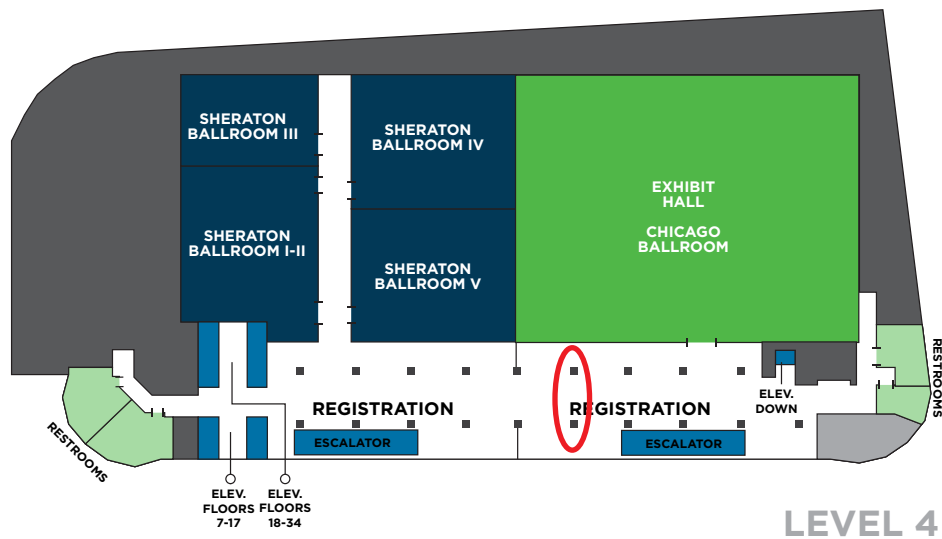 SHERATON
BALLROOM III
SHERATON
BALLROOM IV
EXHIBIT
HALL
CHICAGO
BALLROOM
SHERATON
BALLROOM I-II
SHERATON
BALLROOM V
REGISTRATION
REGISTRATION
ELEV.
DOWN
RESTROOMS
RESTROOMS
ESCALATOR
ESCALATOR
ELEV.
FLOORS
7-17
ELEV.
FLOORS
18-34
LEVEL 4